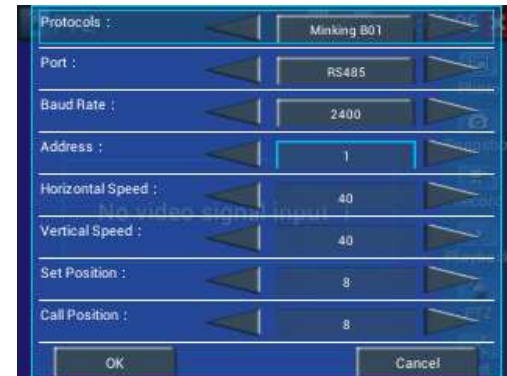 Protocols :
Minking B01
Port :
RS485
Baud Rate :
2400
Address :
1
Horizontal Speed :
40
No video signal input !
Vertical Speed :
40
Set Position :
8
Call Position :
8
OK
Cancel